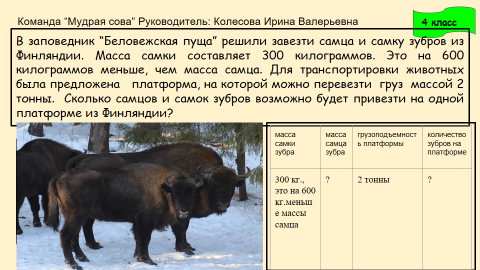 Команда “Мудрая сова” Руководитель: Колесова Ирина Валерьевна
4 класс
В заповедник “Беловежская пуща” решили завезти самца и самку зубров из
Финляндии. Масса самки составляет 300 килограммов. Это на 600
килограммов меньше, чем масса самца. Для транспортировки животных
была предложена платформа, на которой можно перевезти груз массой 2
тонны. Сколько самцов и самок зубров возможно будет привезти на одной
платформе из Финляндии?
масса самки зубра
масса самца зубра
грузоподъемность платформы
количество зубров на платформе
300 кг.,
это на 600
кг.меньш
е массы
самца
?
2 тонны
?